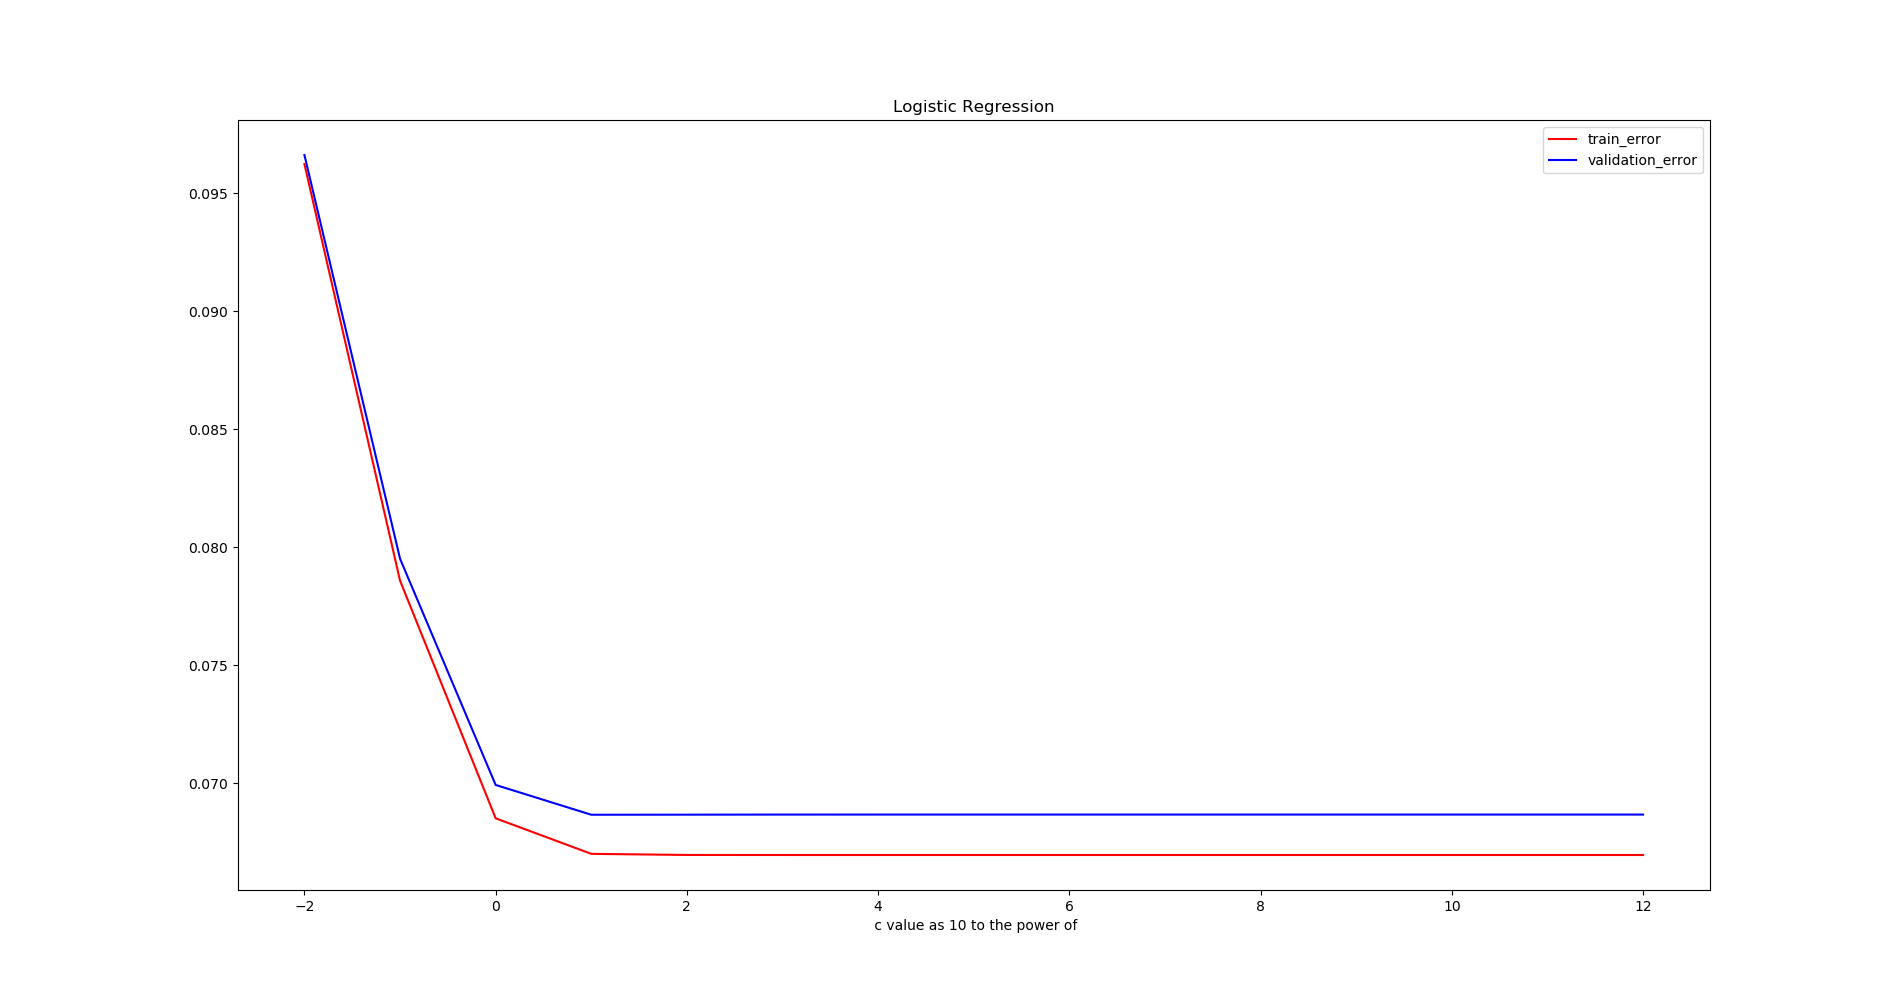 Logistic Regression
train_error
validation_error
0.095
0.090
0.085
0.080
0.075
0.070
−2 0 2 4 6 8 10 12
c value as 10 to the power of